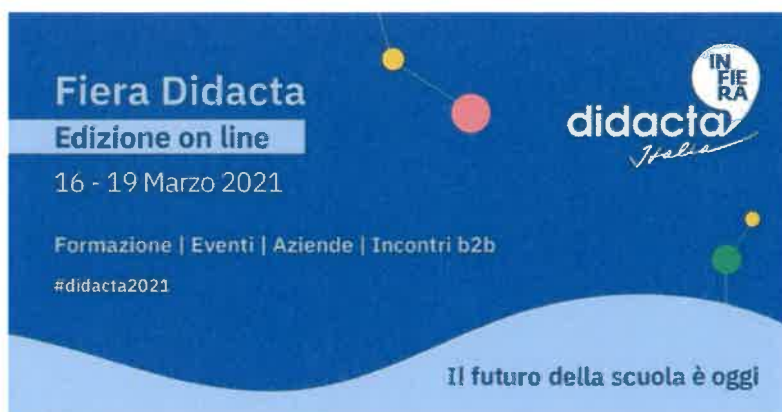 Fiera Didacta
Edizione on line
16 - 19 Marzo 2021
Formazione | Eventi | Aziende | Incontri b2b
#didacta2021
IN
FIE
RA
didacta
Italia
Il futuro della scuola è oggi